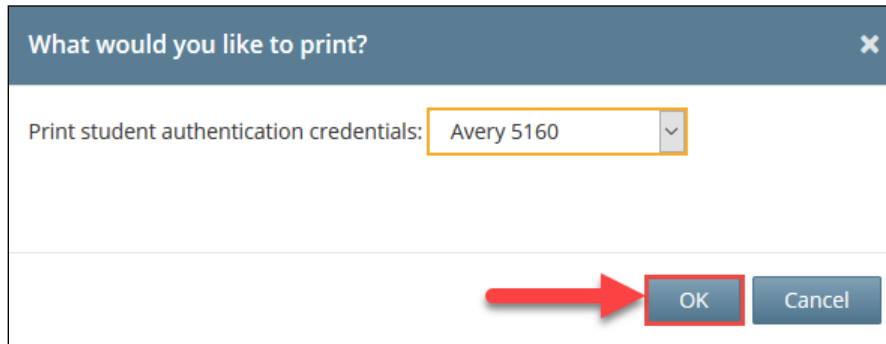 What would you like to print?
Print student authentication credentials: Avery 5160
OK Cancel